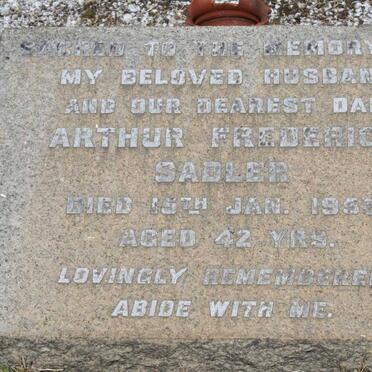 SACRED TO THE MEMORY
MY BELOVED HUSBAN
AND OUR DEAREST DA
ARTHUR FREDERIC
SADLER
DIED 15TH JAN. 195
AGED 42 YRS.
LOVINGLY REMEMBERED
ABIDE WITH ME.